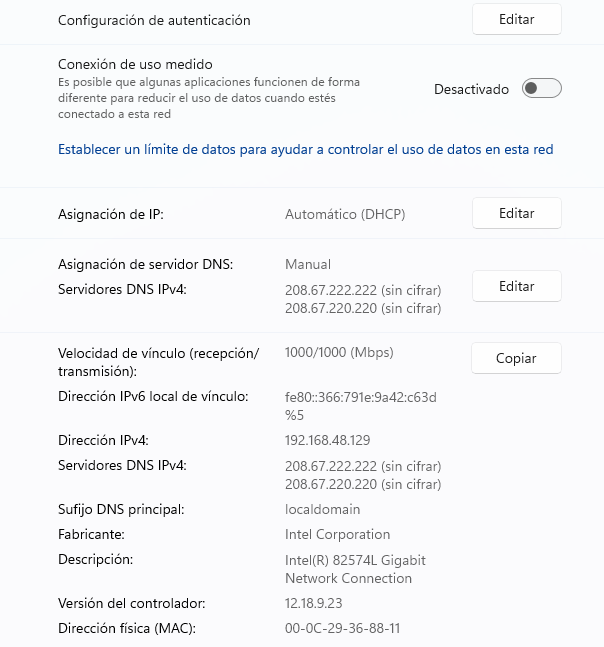 Configuración de autenticación
Editar
Conexión de uso medido
Es posible que algunas aplicaciones funcionen de forma
diferente para reducir el uso de datos cuando estés
conectado a esta red
Desactivado
Establecer un límite de datos para ayudar a controlar el uso de datos en esta red
Asignación de IP:
Automático (DHCP)
Editar
Asignación de servidor DNS:
Manual
Servidores DNS IPv4:
208.67.222.222 (sin cifrar)
208.67.220.220 (sin cifrar)
Editar
Velocidad de vínculo (recepción/
transmisión):
1000/1000 (Mbps)
Copiar
Dirección IPv6 local de vínculo:
fe80::366:791e:9a42:c63d
%5
Dirección IPv4:
192.168.48.129
Servidores DNS IPv4:
208.67.222.222 (sin cifrar)
208.67.220.220 (sin cifrar)
Sufijo DNS principal:
localdomain
Fabricante:
Intel Corporation
Descripción:
Intel(R) 82574L Gigabit
Network Connection
Versión del controlador:
12.18.9.23
Dirección física (MAC):
00-0C-29-36-88-11